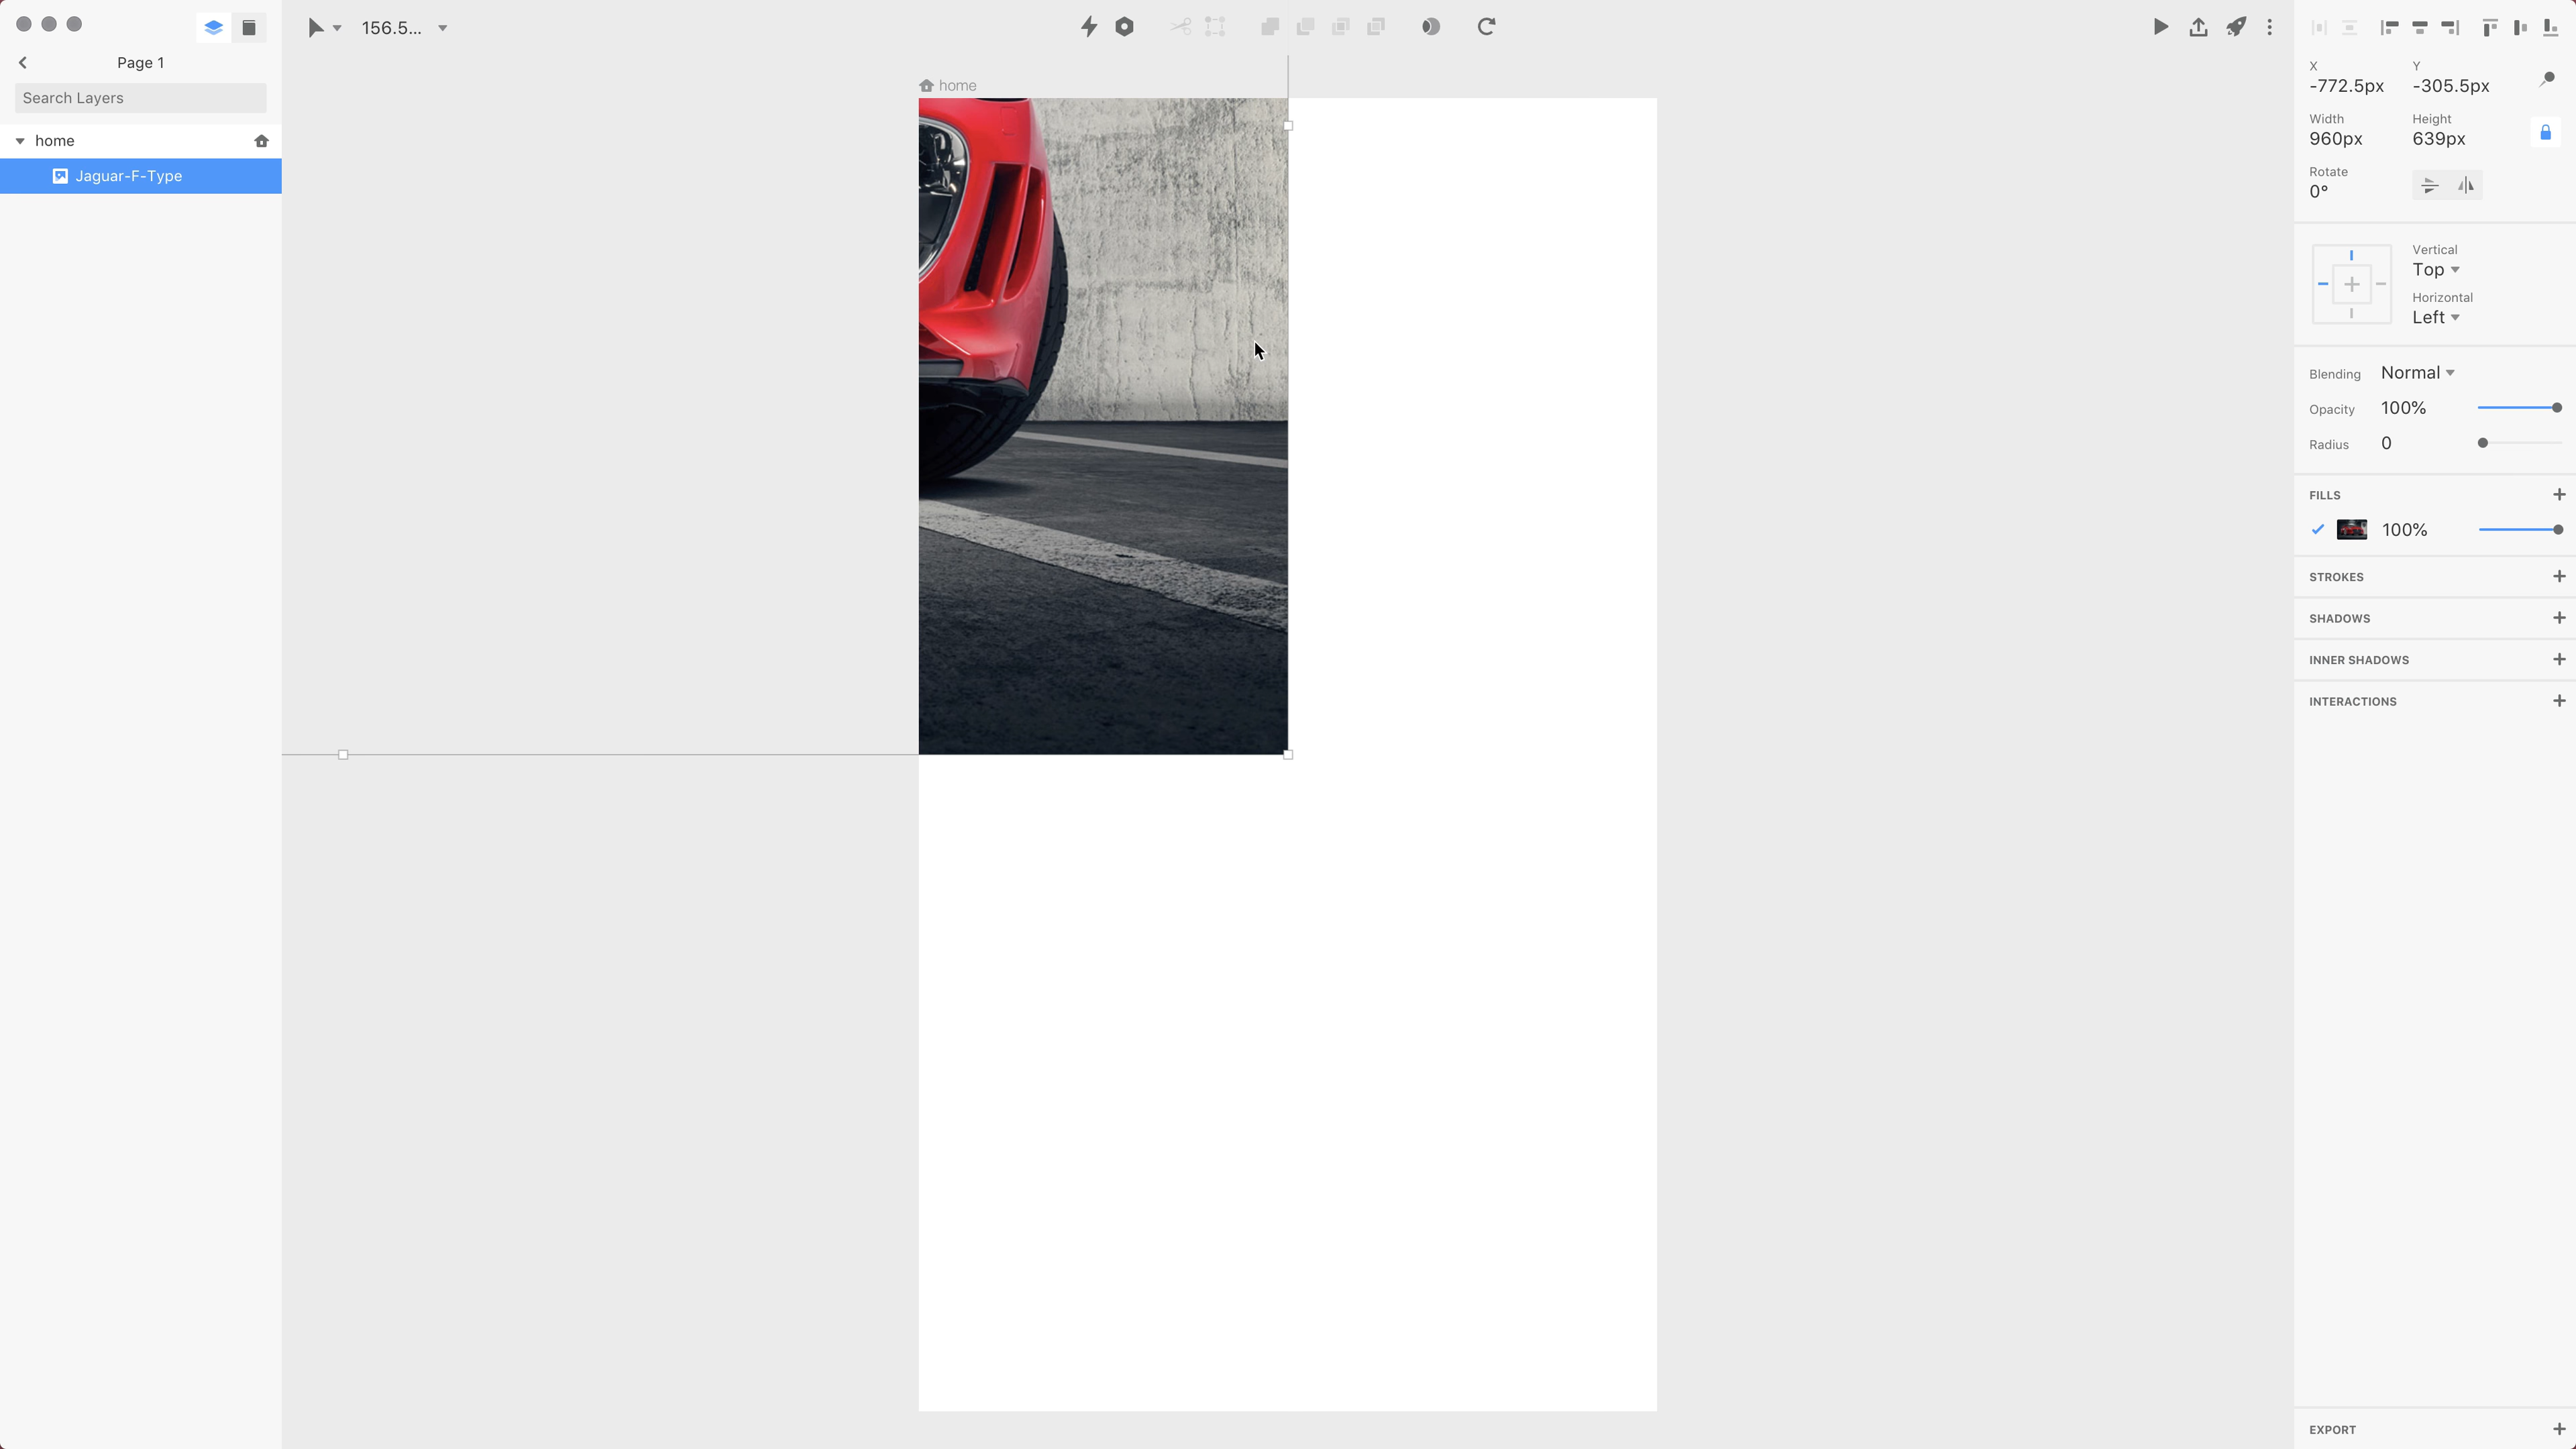 156.5...
Page 1
Search Layers
home
Jaguar-F-Type
home
X
Y
-772.5px
-305.5px
Width
Height
960px
639px
Rotate
0°
Vertical
Top
Horizontal
Left
Blending
Normal
Opacity
100%
Radius
0
FILLS
100%
STROKES
SHADOWS
INNER SHADOWS
INTERACTIONS
EXPORT